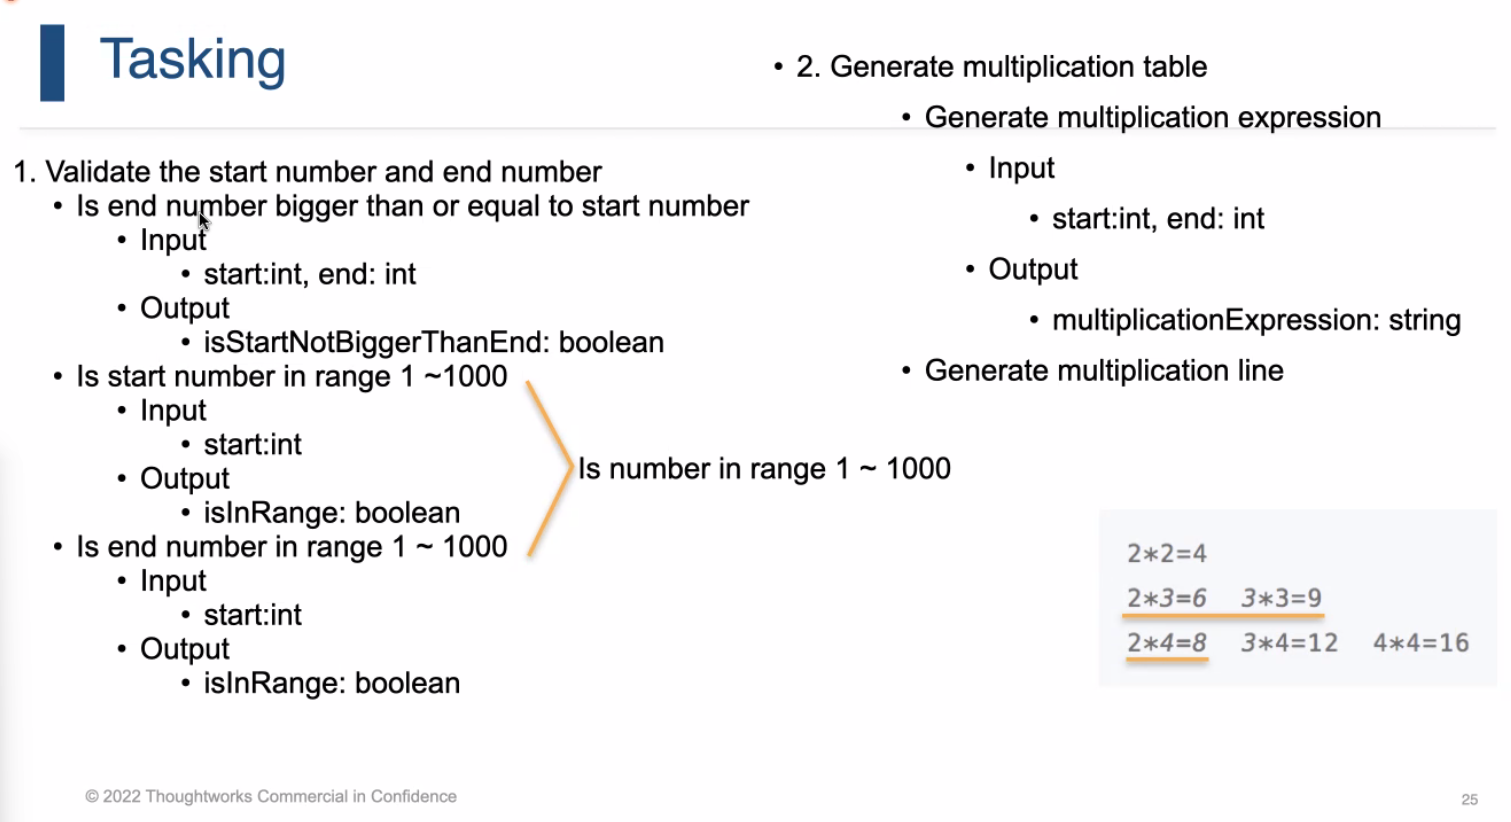 Tasking
1. Validate the start number and end number
• Is end number bigger than or equal to start number
• Input
• start:int, end: int
• Output
• isStartNotBiggerThanEnd: boolean
• Is start number in range 1 ~1000
• Input
• start:int
• Output
• isInRange: boolean
• Is end number in range 1 ~ 1000
• Input
• start:int
• Output
• isInRange: boolean
Is number in range 1 ~ 1000
• 2. Generate multiplication table
• Generate multiplication expression
• Input
• start:int, end: int
• Output
• multiplicationExpression: string
• Generate multiplication line
2*2=4
2*3=6 3*3=9
2*4=8 3*4=12 4*4=16
© 2022 Thoughtworks Commercial in Confidence
25